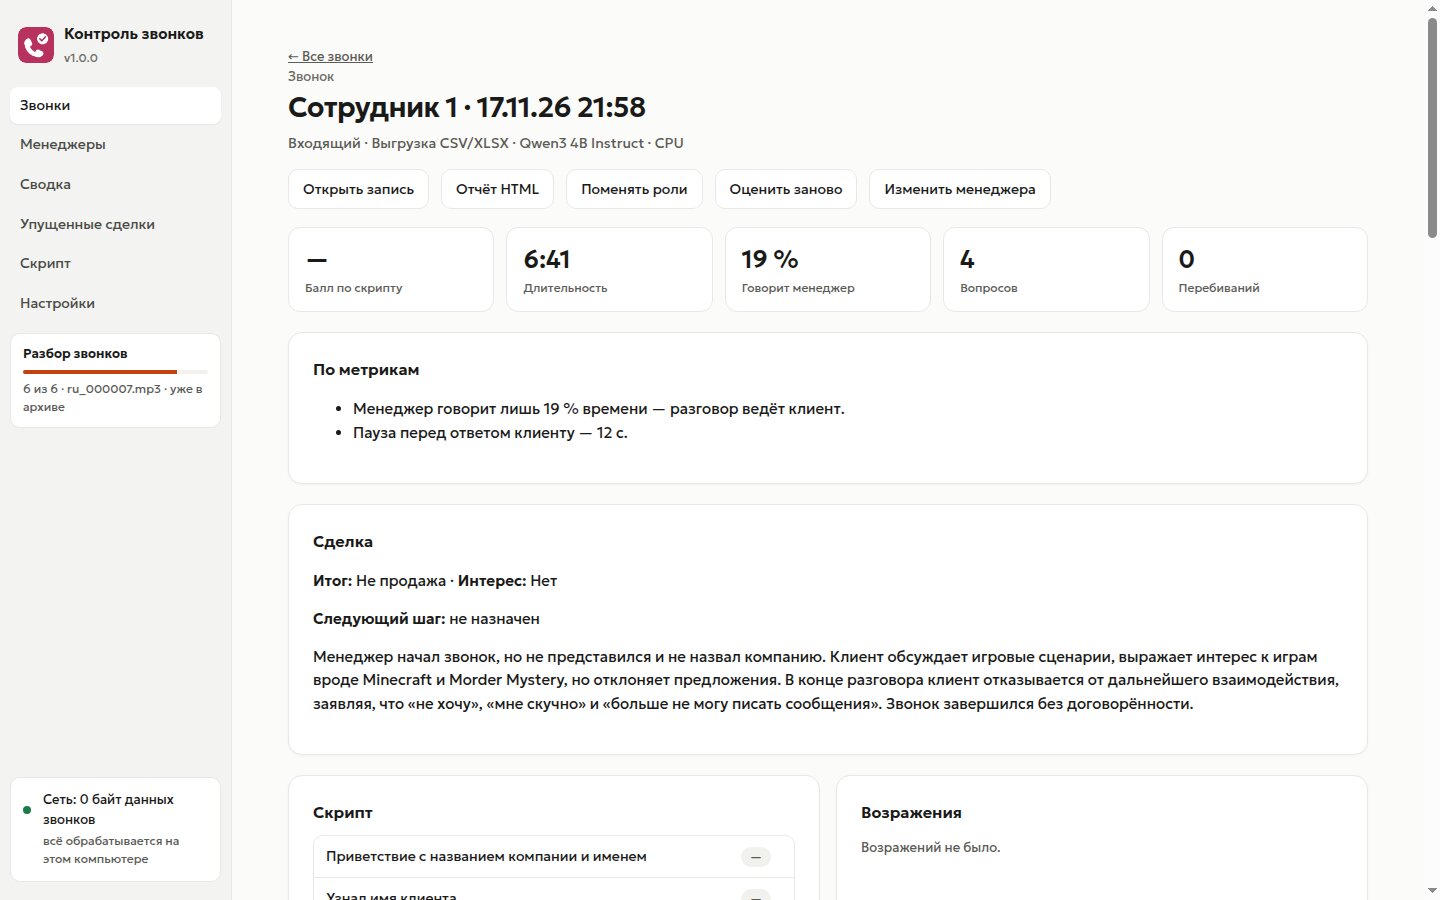 Контроль звонков
v1.0.0
Звонки
Менеджеры
Сводка
Упущенные сделки
Скрипт
Настройки
Разбор звонков
6 из 6 · ru_000007.mp3 · уже в
архиве
Сеть: 0 байт данных
звонков
всё обрабатывается на
этом компьютере
← Все звонки
Звонок
Сотрудник 1 · 17.11.26 21:58
Входящий · Выгрузка CSV/XLSX · Qwen3 4B Instruct · CPU
Открыть запись Отчёт HTML Поменять роли Оценить заново Изменить менеджера
— 6:41 19 % 4 0
Балл по скрипту Длительность Говорит менеджер Вопросов Перебиваний
По метрикам
• Менеджер говорит лишь 19 % времени — разговор ведёт клиент.
• Пауза перед ответом клиенту — 12 с.
Сделка
Итог: Не продажа · Интерес: Нет
Следующий шаг: не назначен
Менеджер начал звонок, но не представился и не назвал компанию. Клиент обсуждает игровые сценарии, выражает интерес к играм
вроде Minecraft и Morder Mystery, но отклоняет предложения. В конце разговора клиент отказывается от дальнейшего взаимодействия,
заявляя, что «не хочу», «мне скучно» и «больше не могу писать сообщения». Звонок завершился без договорённости.
Скрипт
Приветствие с названием компании и именем —
Узнал имя клиента —
Возражения
Возражений не было.